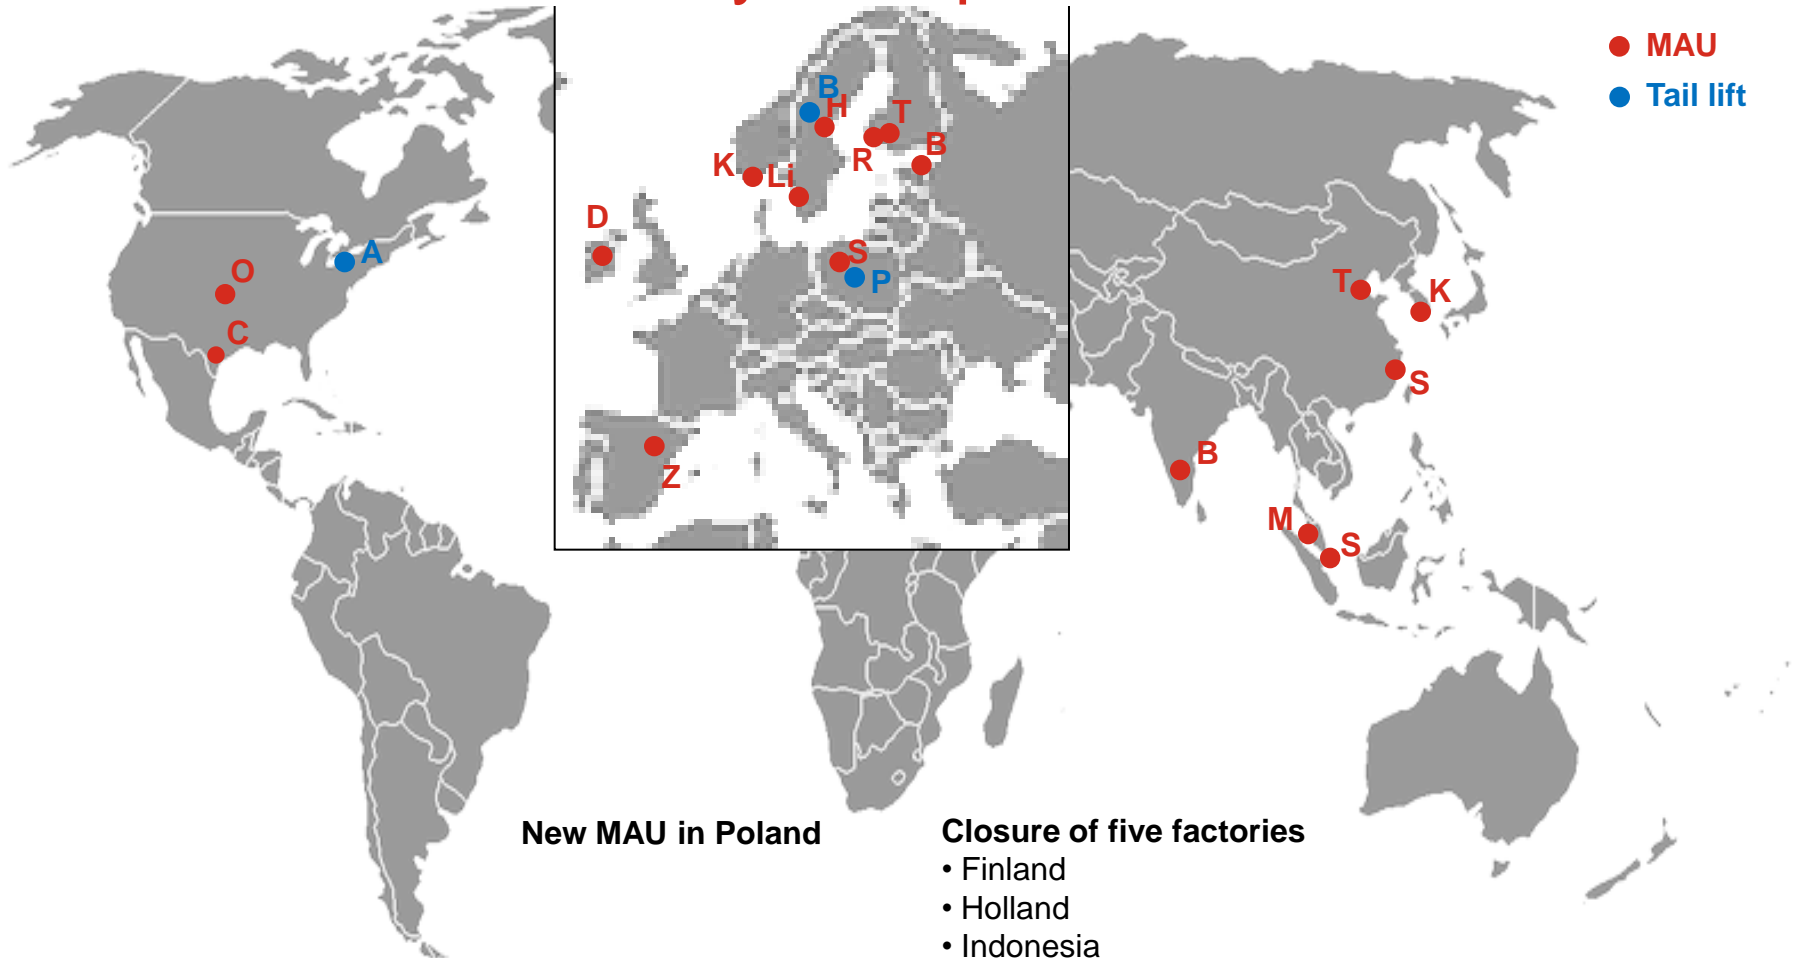 MAU
Tail lift
B
H
T
R
B
K
Li
D
S
P
A
O
C
Z
T
K
S
B
M
S
New MAU in Poland
Closure of five factories
• Finland
• Holland
• Indonesia